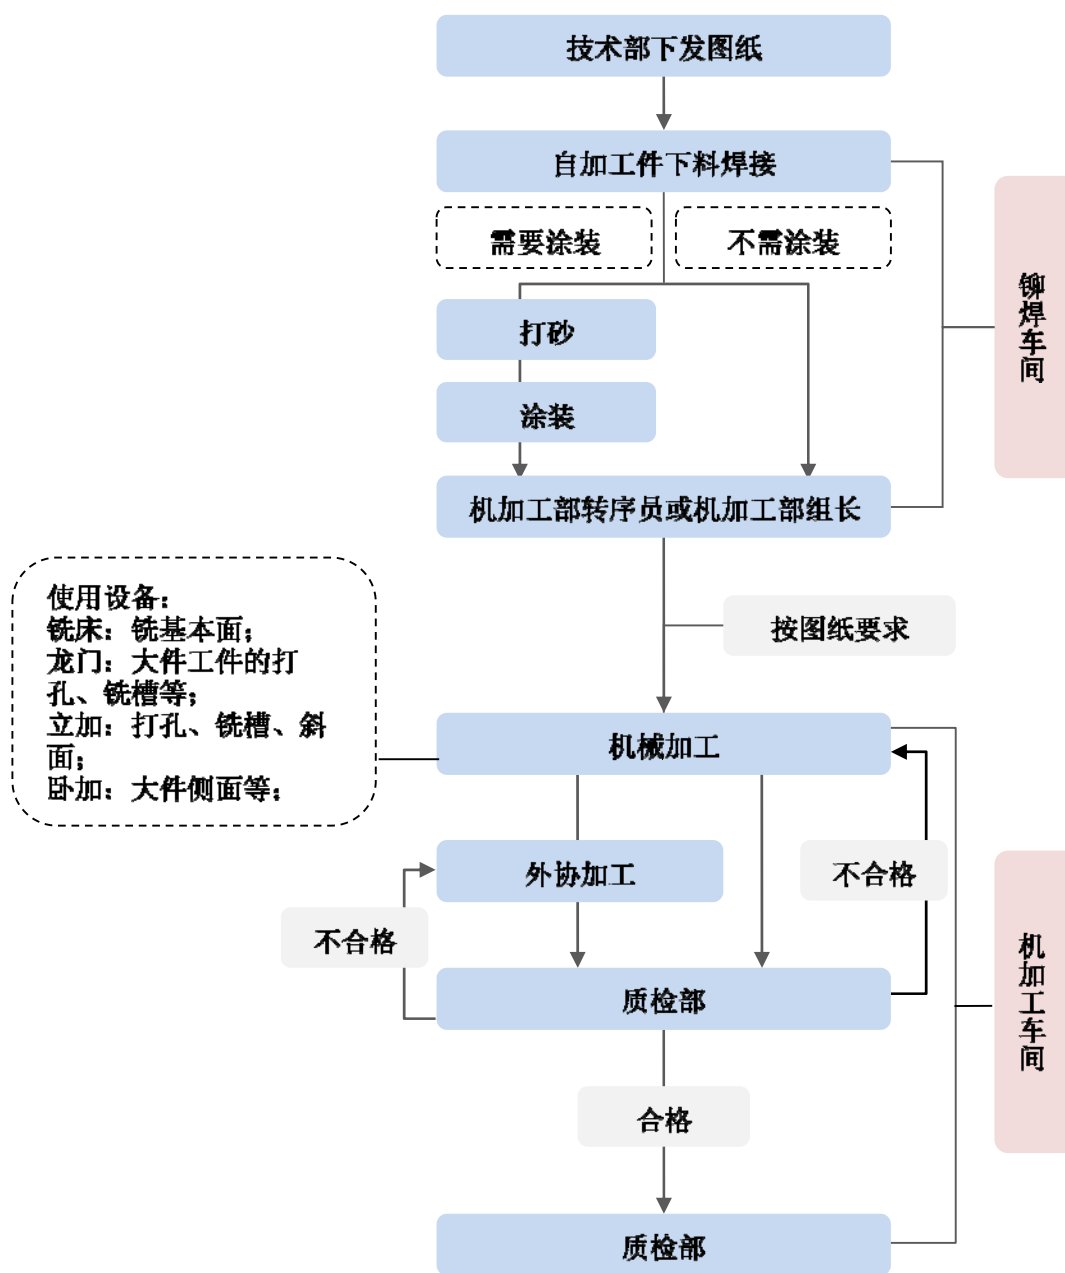 技术部下发图纸
自加工件下料焊接
需要涂装
不需涂装
铆焊车间
打砂
涂装
机加工部转序员或机加工部组长
使用设备：
铣床：铣基本面；
龙门：大件工件的打
孔、铣槽等；
立加：打孔、铣槽、斜
面；
卧加：大件侧面等；
按图纸要求
机械加工
外协加工
不合格
不合格
质检部
机加工车间
合格
质检部